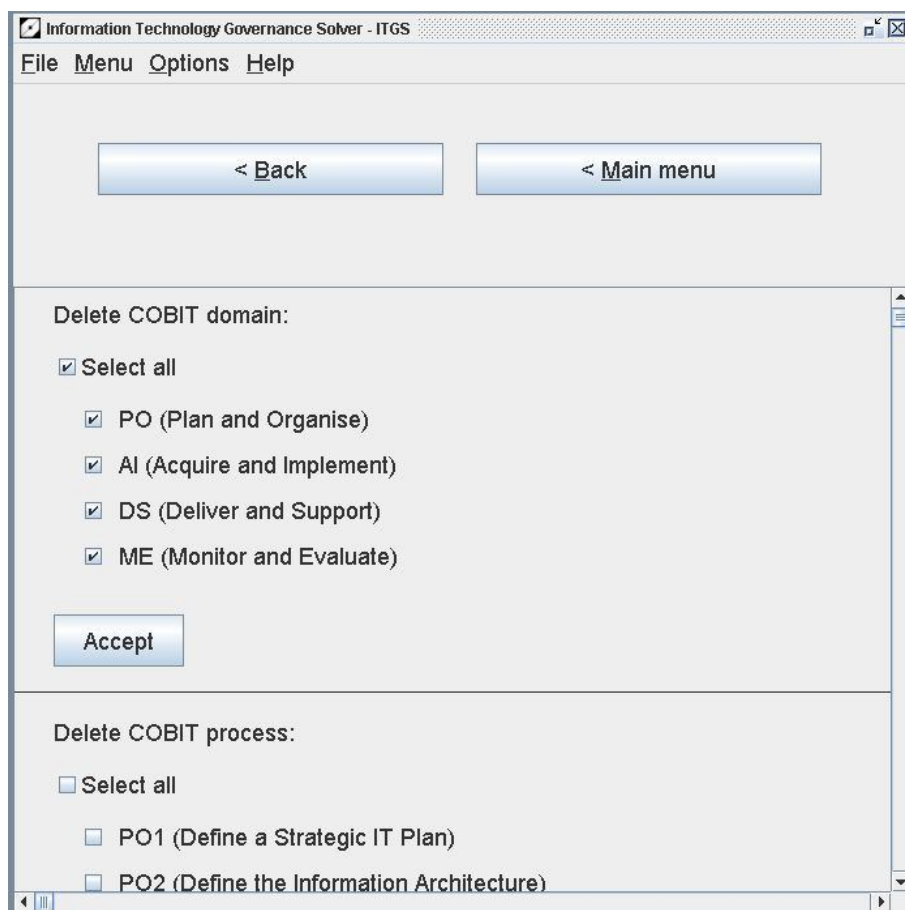 Information Technology Governance Solver - ITGS
File Menu Options Help
< Back < Main menu
Delete COBIT domain:
Select all
PO (Plan and Organise)
AI (Acquire and Implement)
DS (Deliver and Support)
ME (Monitor and Evaluate)
Accept
Delete COBIT process:
Select all
PO1 (Define a Strategic IT Plan)
PO2 (Define the Information Architecture)